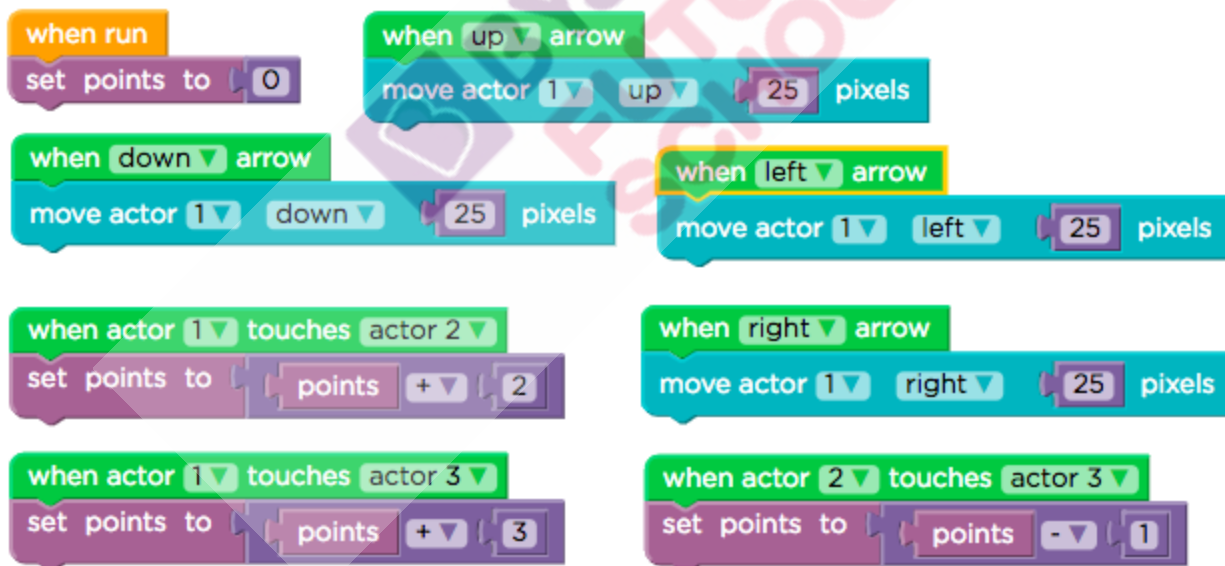 when run
set points to 0
when up ▼ arrow
move actor 1 ▼ up ▼ 25 pixels
when down ▼ arrow
move actor 1 ▼ down ▼ 25 pixels
when left ▼ arrow
move actor 1 ▼ left ▼ 25 pixels
when actor 1 ▼ touches actor 2 ▼
set points to points + ▼ 2
when right ▼ arrow
move actor 1 ▼ right ▼ 25 pixels
when actor 1 ▼ touches actor 3 ▼
set points to points + ▼ 3
when actor 2 ▼ touches actor 3 ▼
set points to points - ▼ 1